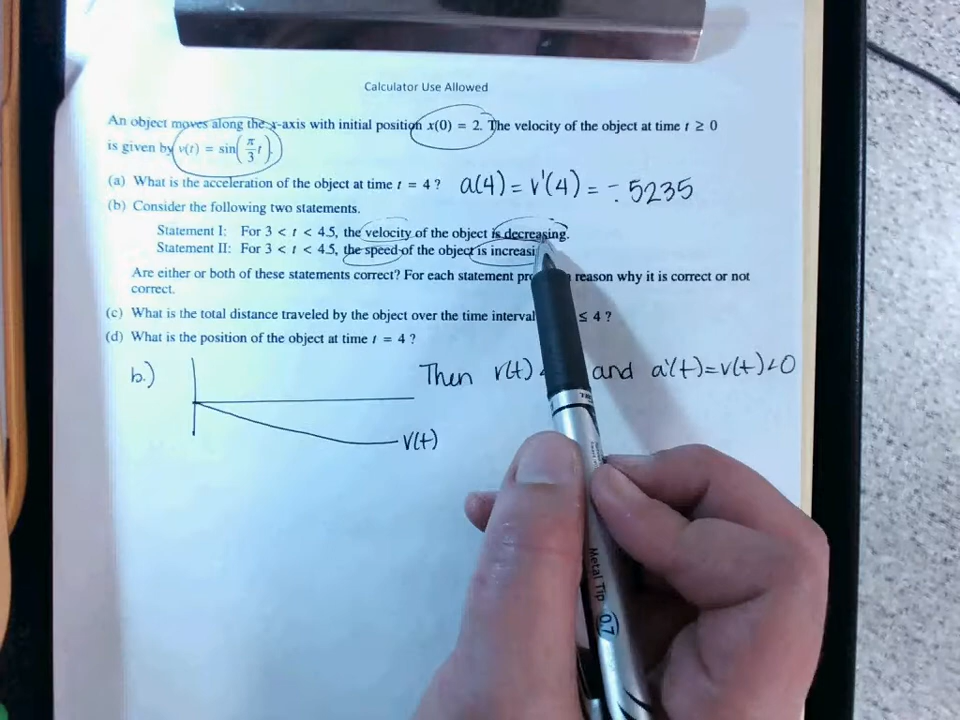 Calculator Use Allowed
An object moves along the x-axis with initial position x(0) = 2. The velocity of the object at time t ≥ 0
is given by v(t) = sin(π/3 t).
(a) What is the acceleration of the object at time t = 4 ? a(4) = v'(4) = -.5235
(b) Consider the following two statements.
Statement I: For 3 < t < 4.5, the velocity of the object is decreasing.
Statement II: For 3 < t < 4.5, the speed of the object is
Are either or both of these statements correct? For each statement reason why it is correct or not
correct.
(c) What is the total distance traveled by the object over the time interval ≤ 4 ?
(d) What is the position of the object at time t = 4 ?
b.) Then v(t) and a'(t)=v(t)<0
v(t)
Metal Tip 0.7